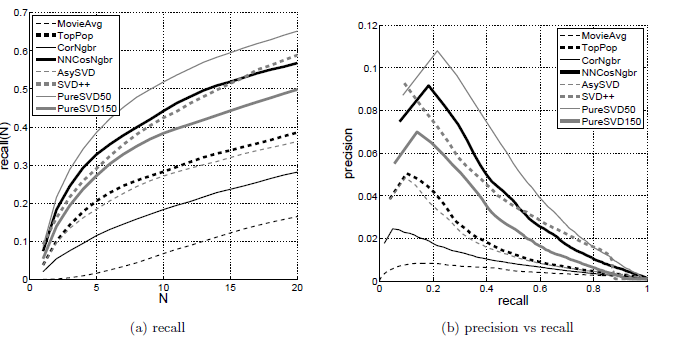 0.7
0.6
0.5
0.4
0.3
0.2
0.1
0
recall(N)
MovieAvg
TopPop
CorNgbr
NNCosNgbr
AsySVD
SVD++
PureSVD50
PureSVD150
0 5 10 15 20
N
(a) recall
0.12
0.1
0.08
0.06
0.04
0.02
0
precision
MovieAvg
TopPop
CorNgbr
NNCosNgbr
AsySVD
SVD++
PureSVD50
PureSVD150
0 0.2 0.4 0.6 0.8 1
recall
(b) precision vs recall